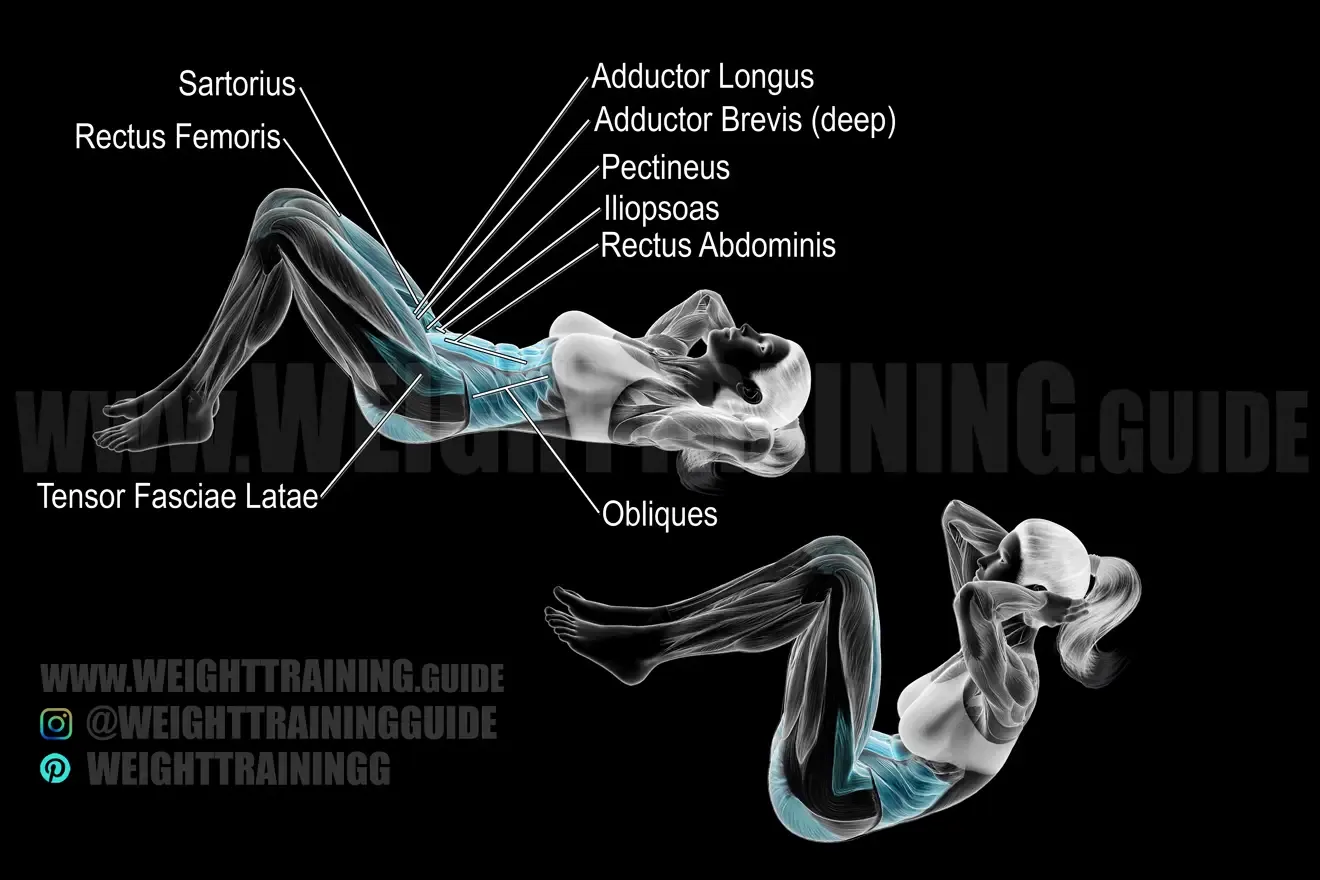 Sartorius
Rectus Femoris
Adductor Longus
Adductor Brevis (deep)
Pectineus
Iliopsoas
Rectus Abdominis
WWW.WEIGHTTRAINING.GUIDE
Tensor Fasciae Latae
Obliques
WWW.WEIGHTTRAINING.GUIDE
@WEIGHTTRAININGGUIDE
WEIGHTTRAININGG